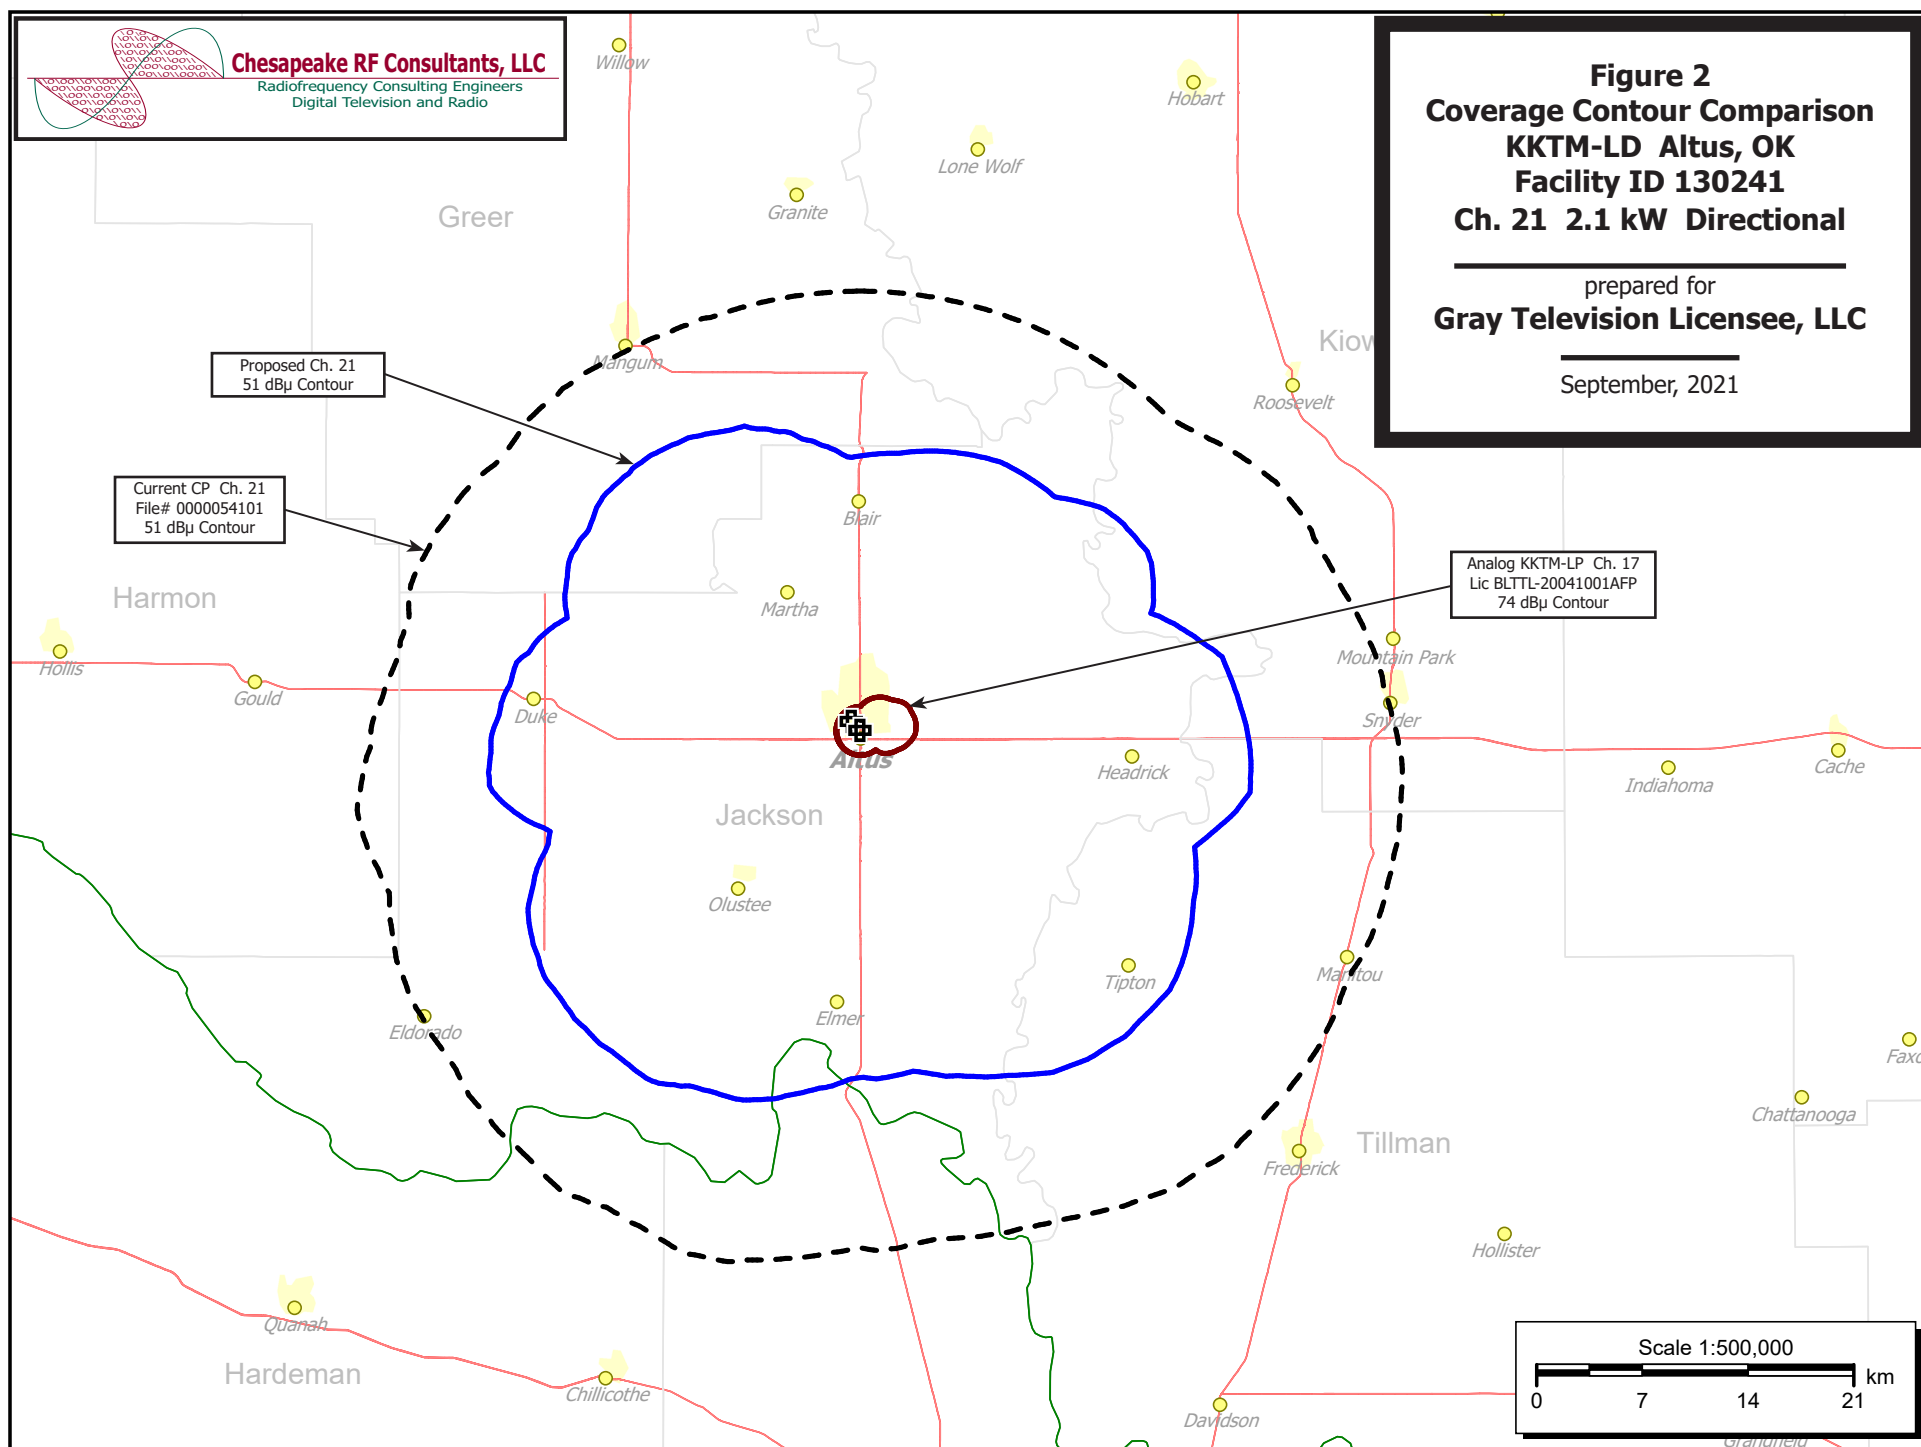 Chesapeake RF Consultants, LLC
Radiofrequency Consulting Engineers
Digital Television and Radio
Figure 2
Coverage Contour Comparison
KKTM-LD Altus, OK
Facility ID 130241
Ch. 21 2.1 kW Directional
prepared for
Gray Television Licensee, LLC
September, 2021
Willow
Hobart
Lone Wolf
Granite
Greer
Kiow
Mangum
Roosevelt
Proposed Ch. 21
51 dBµ Contour
Current CP Ch. 21
File# 0000054101
51 dBµ Contour
Blair
Analog KKTM-LP Ch. 17
Lic BLTTL-20041001AFP
74 dBµ Contour
Harmon
Martha
Hollis
Gould
Duke
Mountain Park
Snyder
Altus
Headrick
Indiahoma
Cache
Jackson
Olustee
Tipton
Manitou
Elmer
Eldorado
Faxo
Chattanooga
Tillman
Frederick
Hollister
Quanah
Hardeman
Chillicothe
Davidson
Scale 1:500,000
km
0 7 14 21
Grandfield